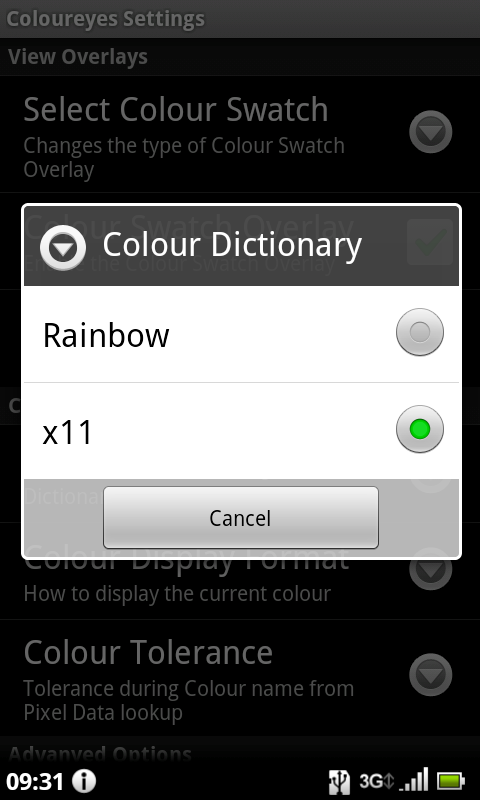 Coloureyes Settings
View Overlays
Select Colour Swatch
Changes the type of Colour Swatch
Overlay
Colour Swatch Overlay
the Colour Swatch Overlay
Colour Dictionary
Rainbow
x11
Cancel
Colour Display Format
How to display the current colour
Colour Tolerance
Tolerance during Colour name from
Pixel Data lookup
Advanyed Options
09:31
3G